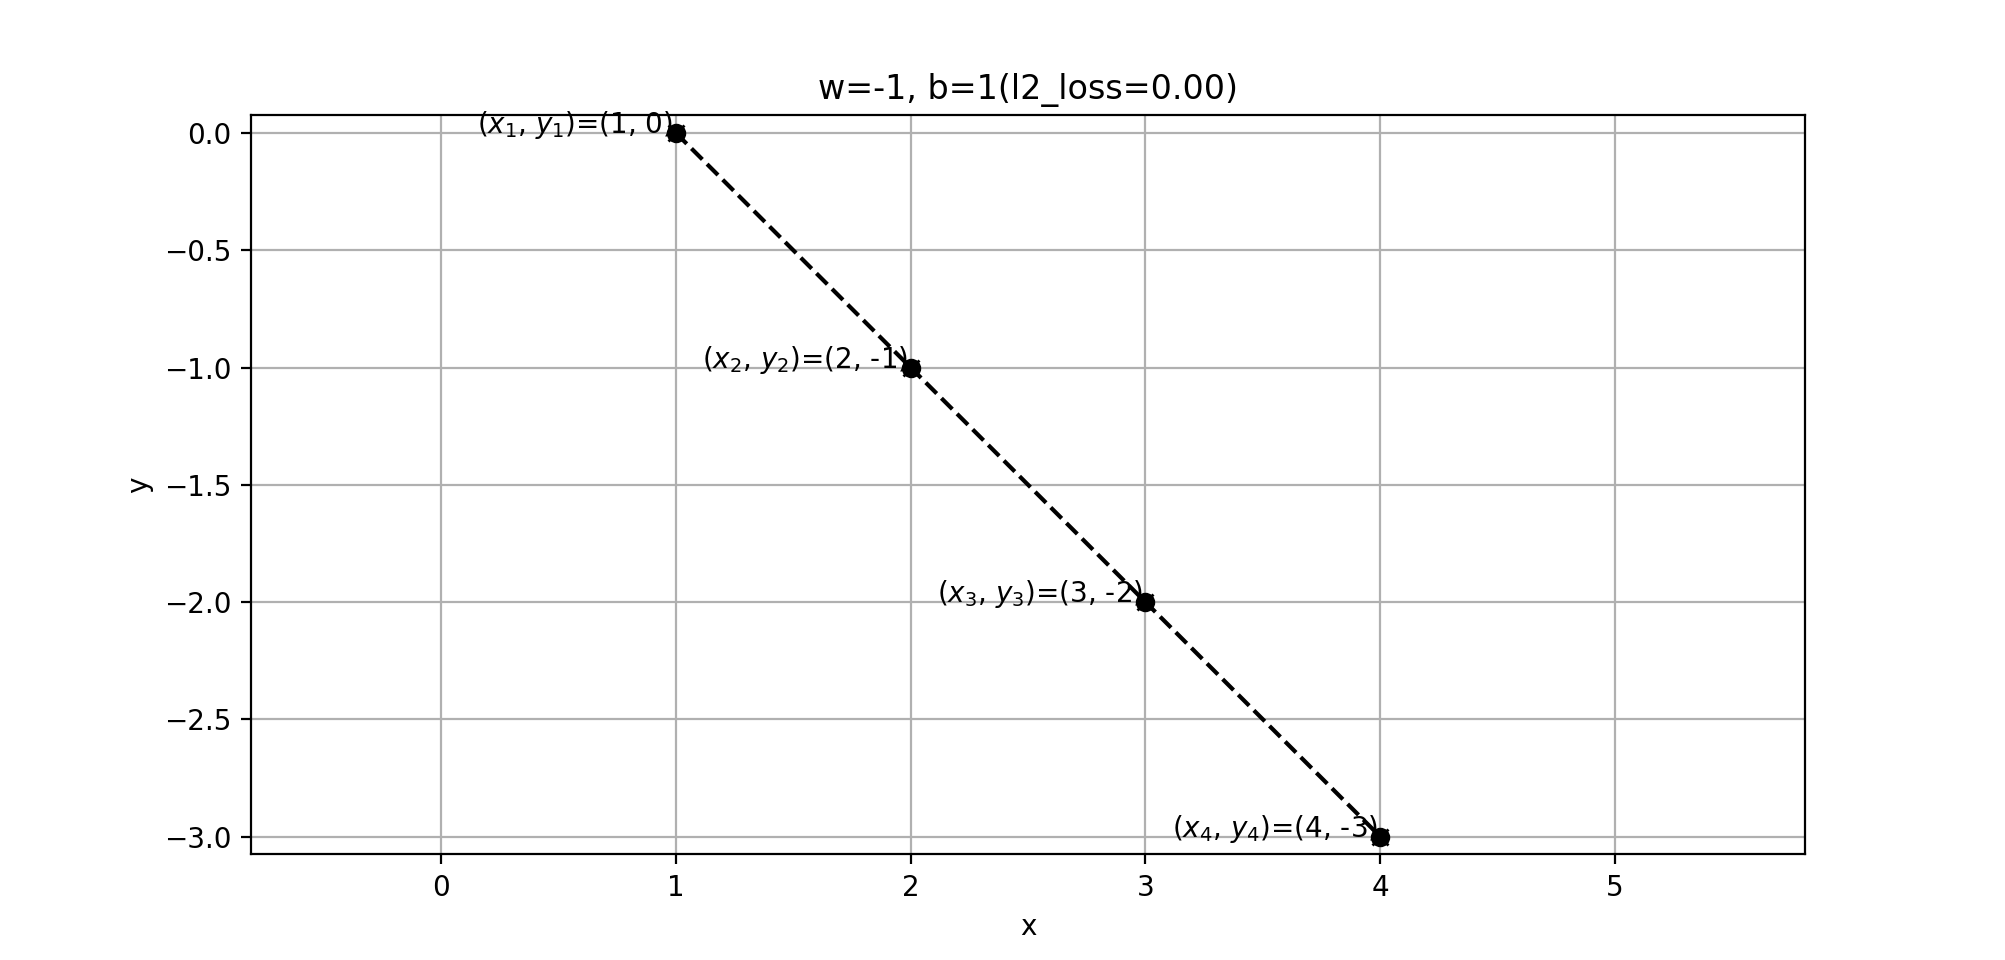 w=-1, b=1(l2_loss=0.00)
(x₁, y₁)=(1, 0)
(x₂, y₂)=(2, -1)
(x₃, y₃)=(3, -2)
(x₄, y₄)=(4, -3)
y
0.0
−0.5
−1.0
−1.5
−2.0
−2.5
−3.0
0 1 2 3 4 5
x